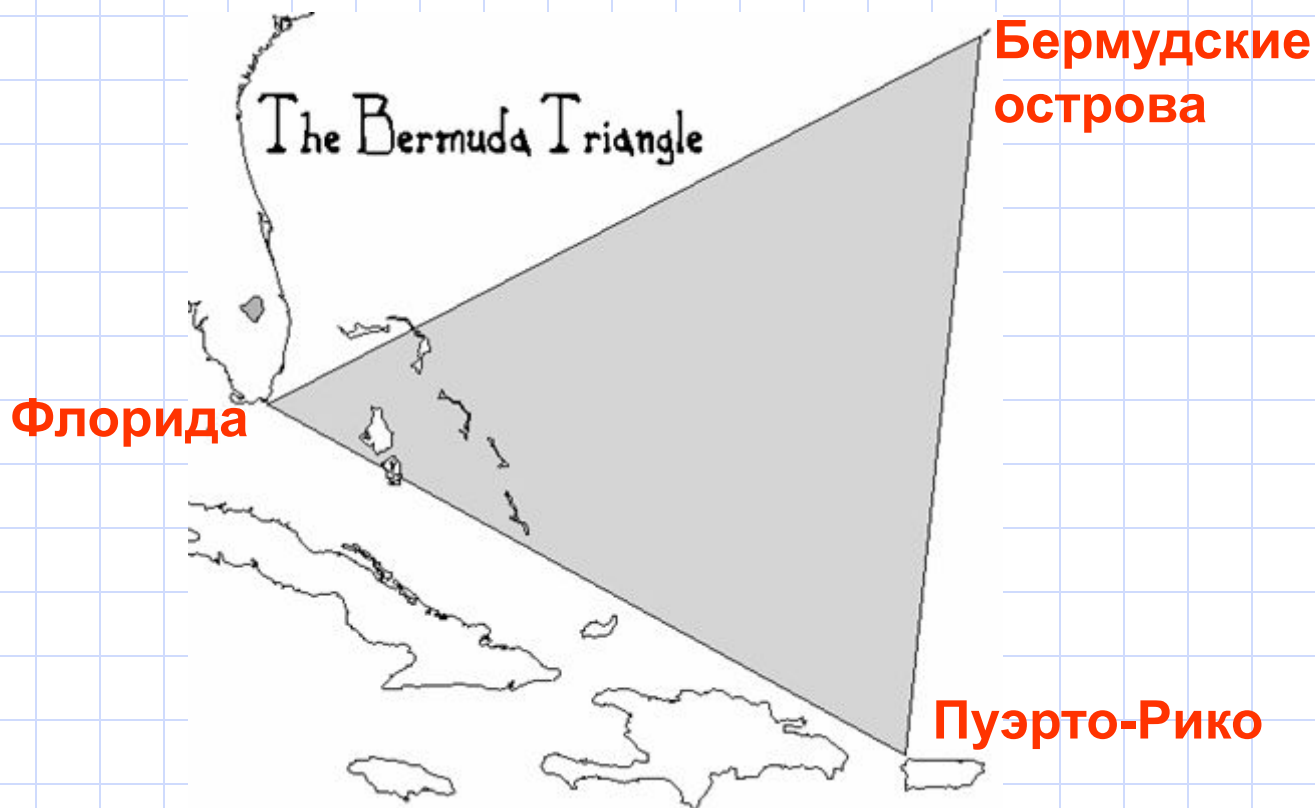 Бермудские
острова
The Bermuda Triangle
Флорида
Пуэрто-Рико